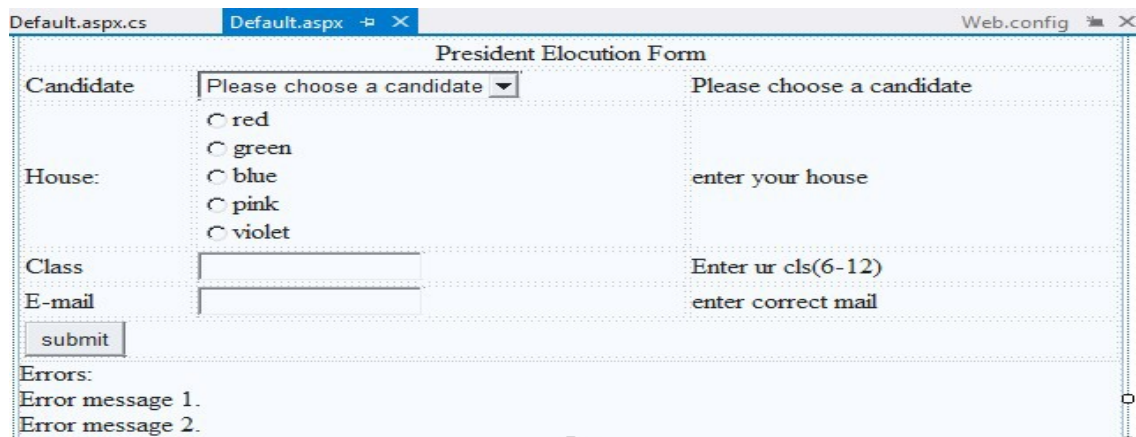 Default.aspx.cs Default.aspx Web.config
President Elocution Form
Candidate Please choose a candidate Please choose a candidate
red
green
House: blue enter your house
pink
violet
Class Enter ur cls(6-12)
E-mail enter correct mail
submit
Errors:
Error message 1.
Error message 2.